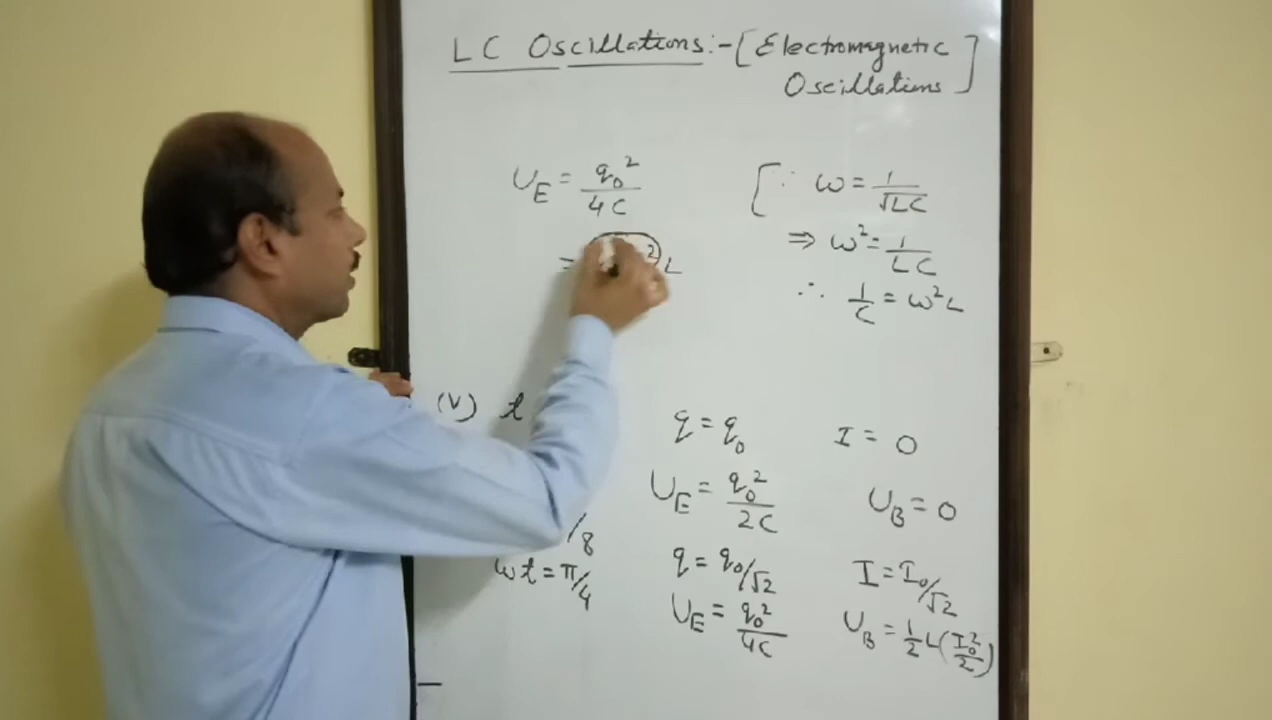 LC Oscillations:- [Electromagnetic
Oscillations]
U_E = q_0^2/4C
[∵ ω = 1/√LC
= ^2 L
⇒ ω^2 = 1/LC
∴ 1/C = ω^2 L
(V) t
q = q_0
I = 0
U_E = q_0^2/2C
U_B = 0
/8
ωt = π/4
q = q_0/√2
I = I_0/√2
U_E = q_0^2/4C
U_B = 1/2 L(I_0^2/2)